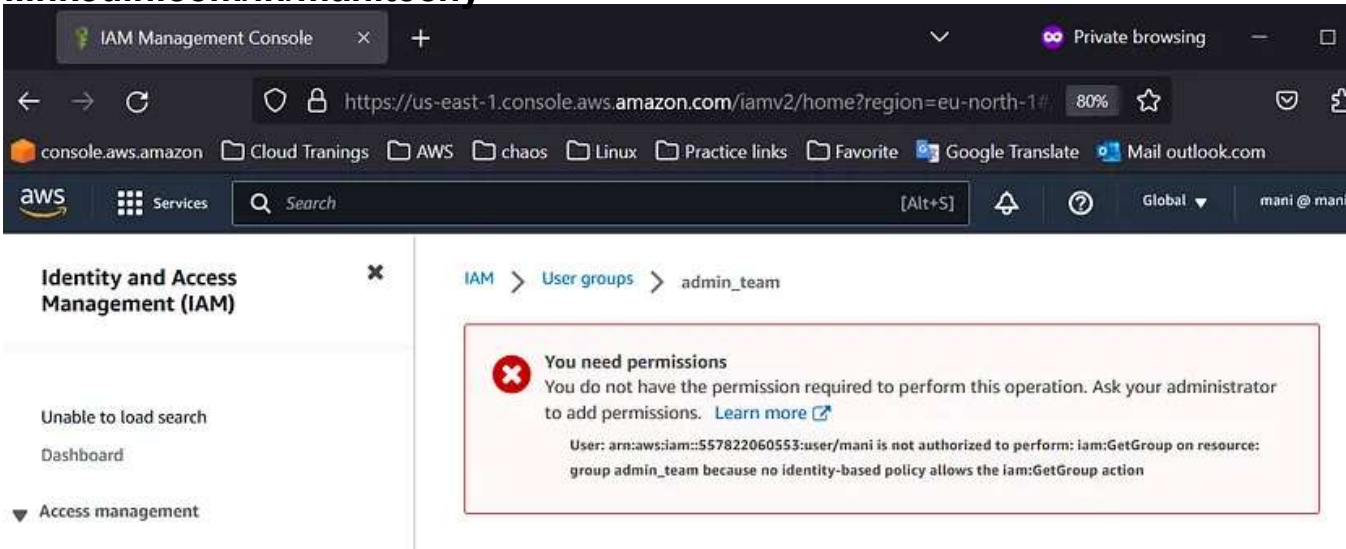 IAM Management Console
Private browsing
https://us-east-1.console.aws.amazon.com/iamv2/home?region=eu-north-1#
80%
console.aws.amazon Cloud Tranings AWS chaos Linux Practice links Favorite Google Translate Mail outlook.com
aws Services Search [Alt+S] Global mani @ mani
Identity and Access
Management (IAM)
IAM > User groups > admin_team
You need permissions
You do not have the permission required to perform this operation. Ask your administrator
to add permissions. Learn more
User: arn:aws:iam::557822060553:user/mani is not authorized to perform: iam:GetGroup on resource:
group admin_team because no identity-based policy allows the iam:GetGroup action
Unable to load search
Dashboard
Access management